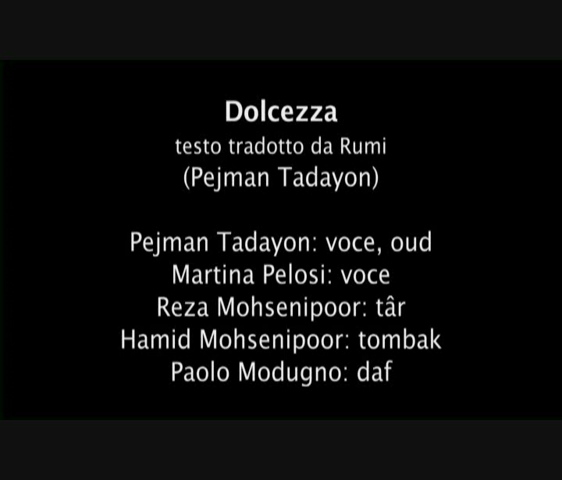 Dolcezza
testo tradotto da Rumi
(Pejman Tadayon)
Pejman Tadayon: voce, oud
Martina Pelosi: voce
Reza Mohsenipoor: târ
Hamid Mohsenipoor: tombak
Paolo Modugno: daf